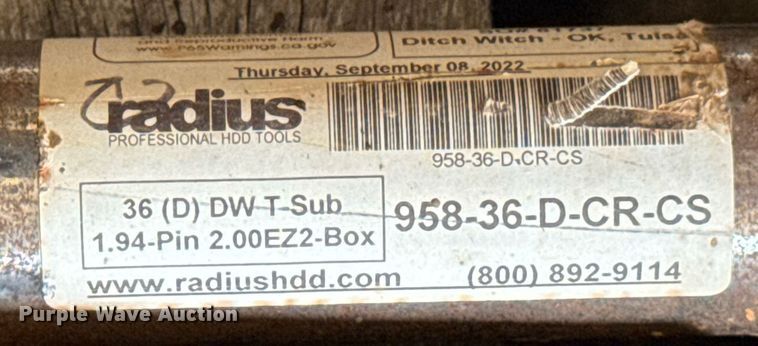 www.P65Warnings.ca.gov
Ditch Witch - OK, Tulsa
Thursday, September 08, 2022
radius
PROFESSIONAL HDD TOOLS
958-36-D-CR-CS
36 (D) DW T-Sub
1.94-Pin 2.00EZ2-Box
958-36-D-CR-CS
www.radiushdd.com
(800) 892-9114
Purple Wave Auction